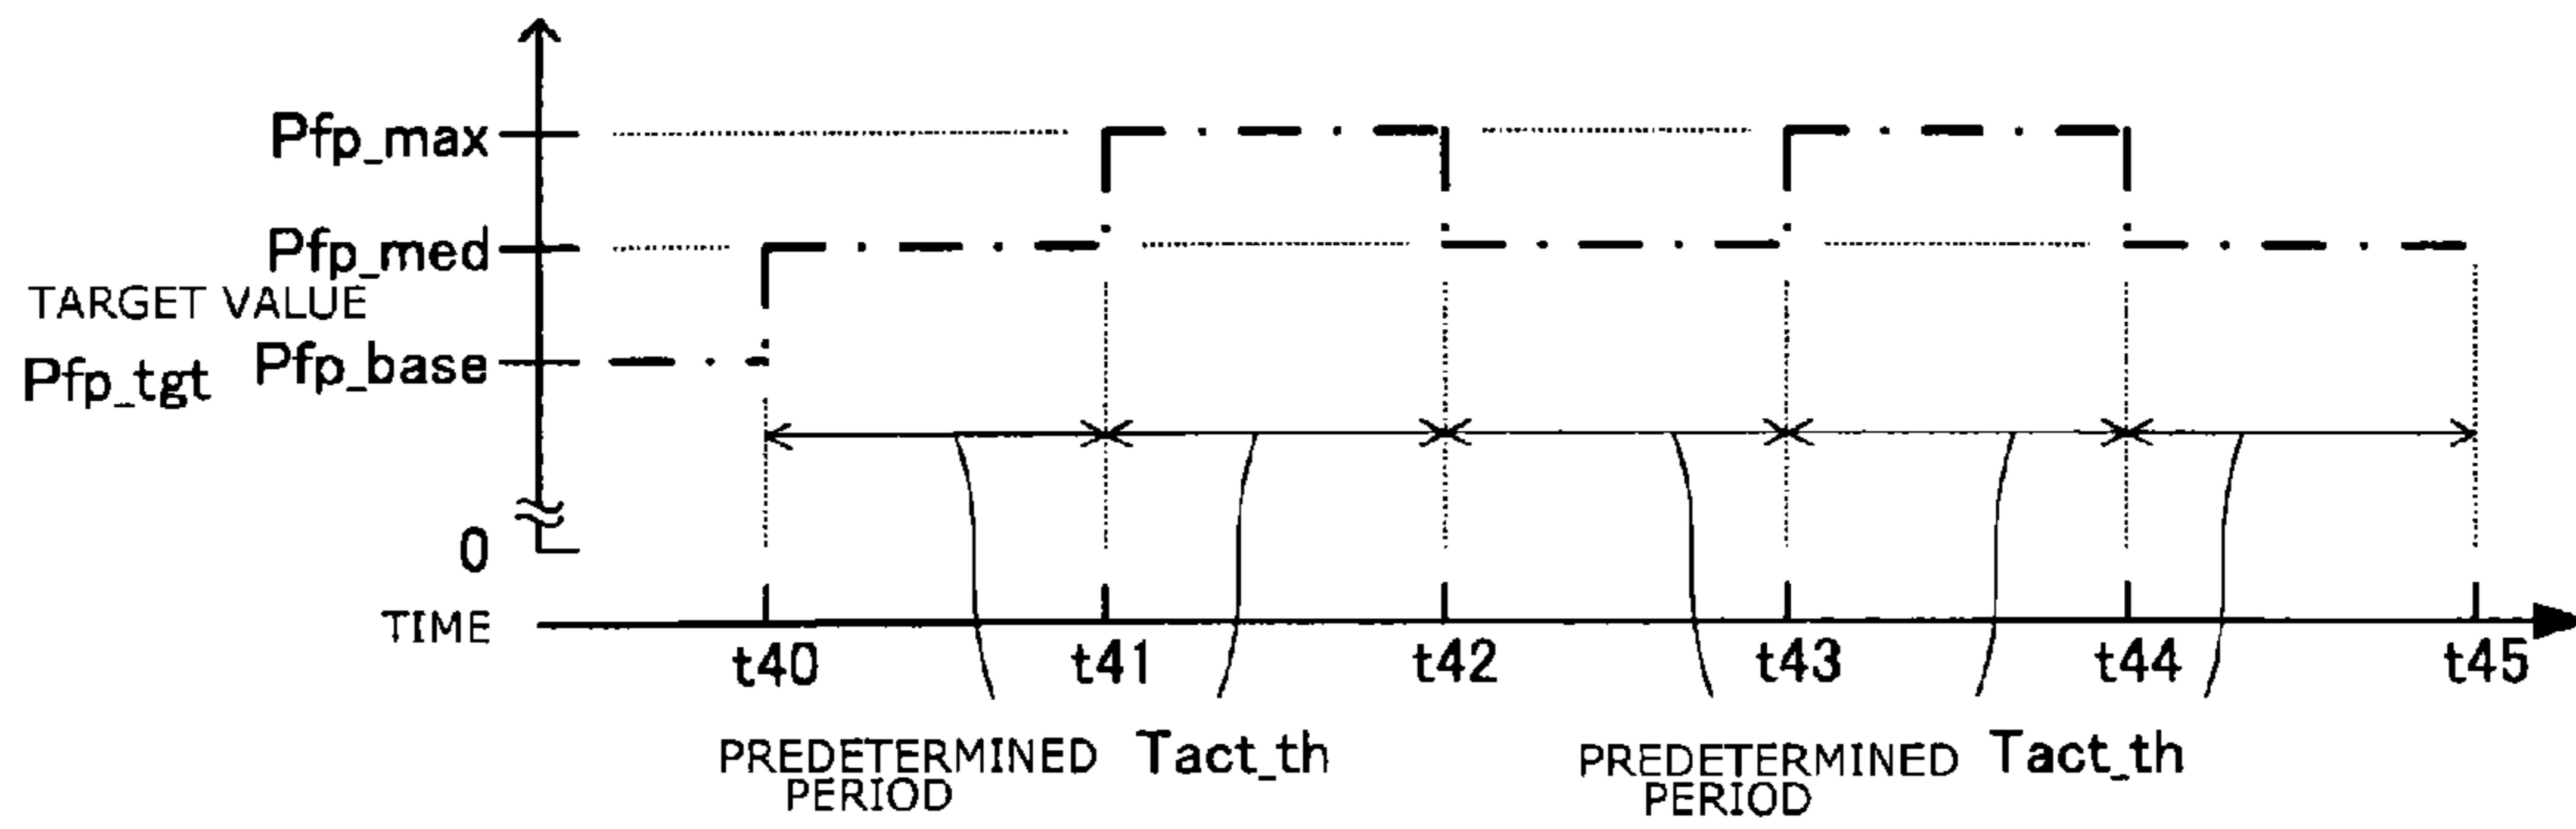 Pfp_max
Pfp_med
TARGET VALUE
Pfp_tgt Pfp_base
0
TIME
t40 t41 t42 t43 t44 t45
PREDETERMINED Tact_th PREDETERMINED Tact_th
PERIOD PERIOD